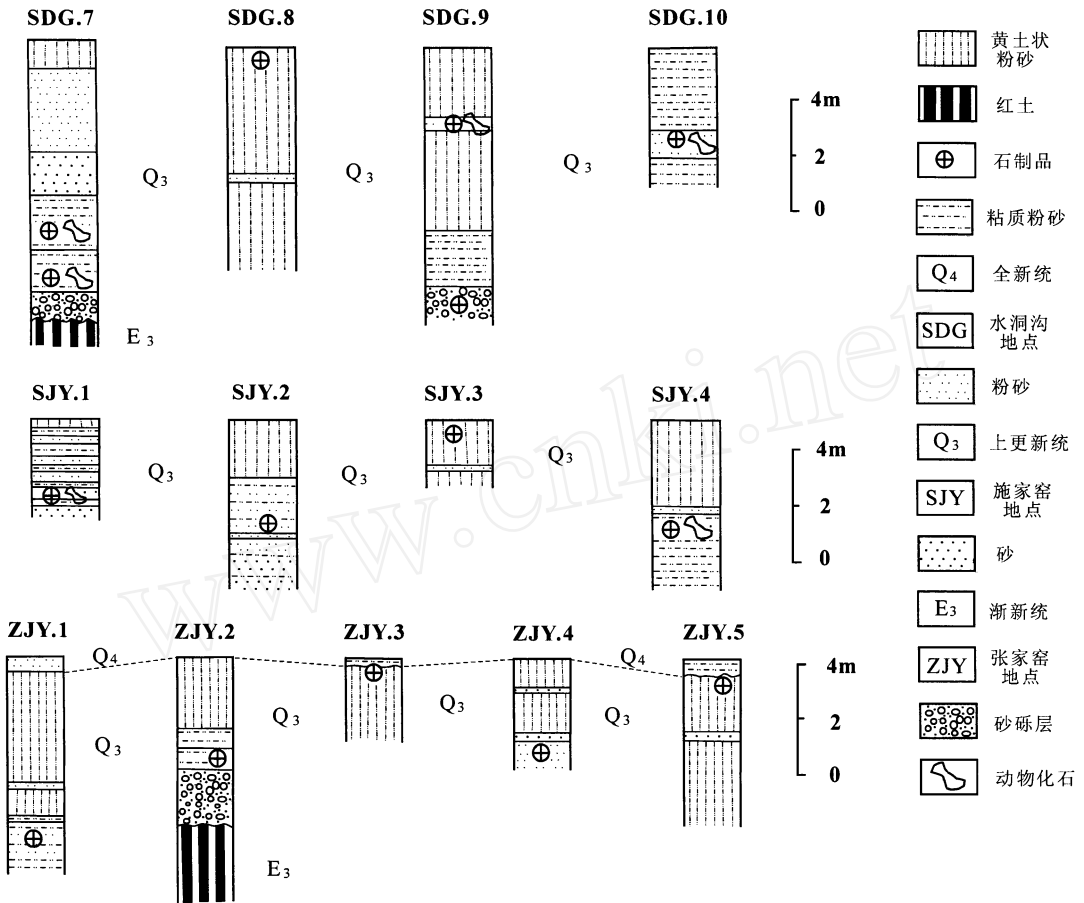 SDG.7
SDG.8
SDG.9
SDG.10
Q3
Q3
Q3
E3
4m
2
0
SJY.1
SJY.2
SJY.3
SJY.4
Q3
Q3
Q3
4m
2
0
ZJY.1
ZJY.2
ZJY.3
ZJY.4
ZJY.5
Q4
Q4
Q3
Q3
Q3
Q3
E3
4m
2
0
黄土状
粉砂
红土
石制品
粘质粉砂
Q4 全新统
SDG 水洞沟
地点
粉砂
Q3 上更新统
SJY 施家窑
地点
砂
E3 渐新统
ZJY 张家窑
地点
砂砾层
动物化石
www.cnki.net